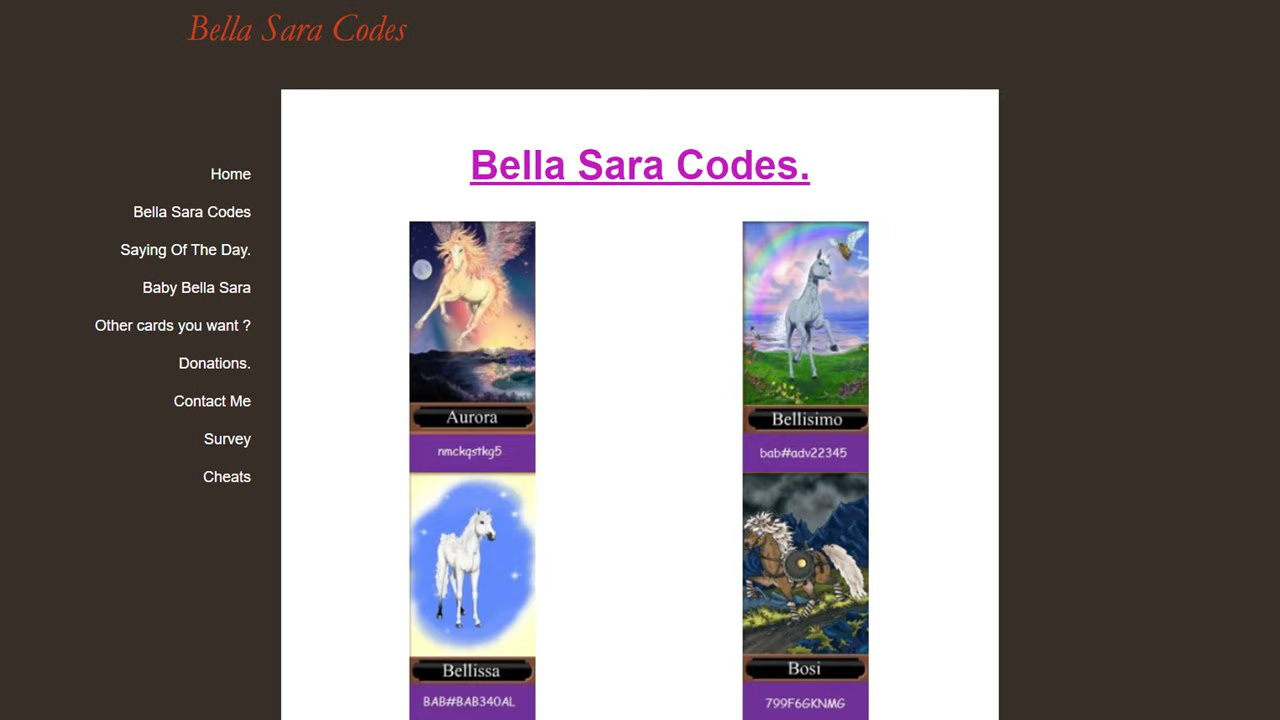 Bella Sara Codes
Home
Bella Sara Codes
Saying Of The Day.
Baby Bella Sara
Other cards you want ?
Donations.
Contact Me
Survey
Cheats
Bella Sara Codes.
Aurora
nmckqstkg5
Bellisimo
bab#adv22345
Bellissa
BAB#BAB340AL
Bosi
799F6GKNMG